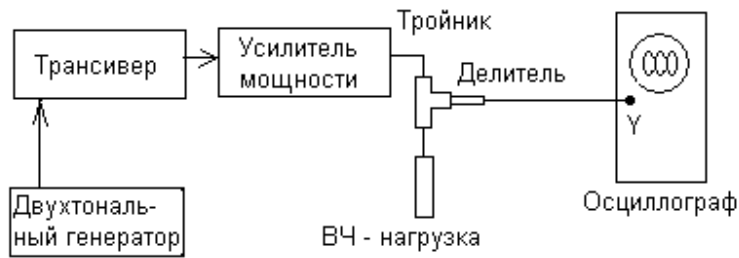 Трансивер
Усилитель
мощности
Тройник
Делитель
Y
Осциллограф
Двухтональ-
ный генератор
ВЧ - нагрузка